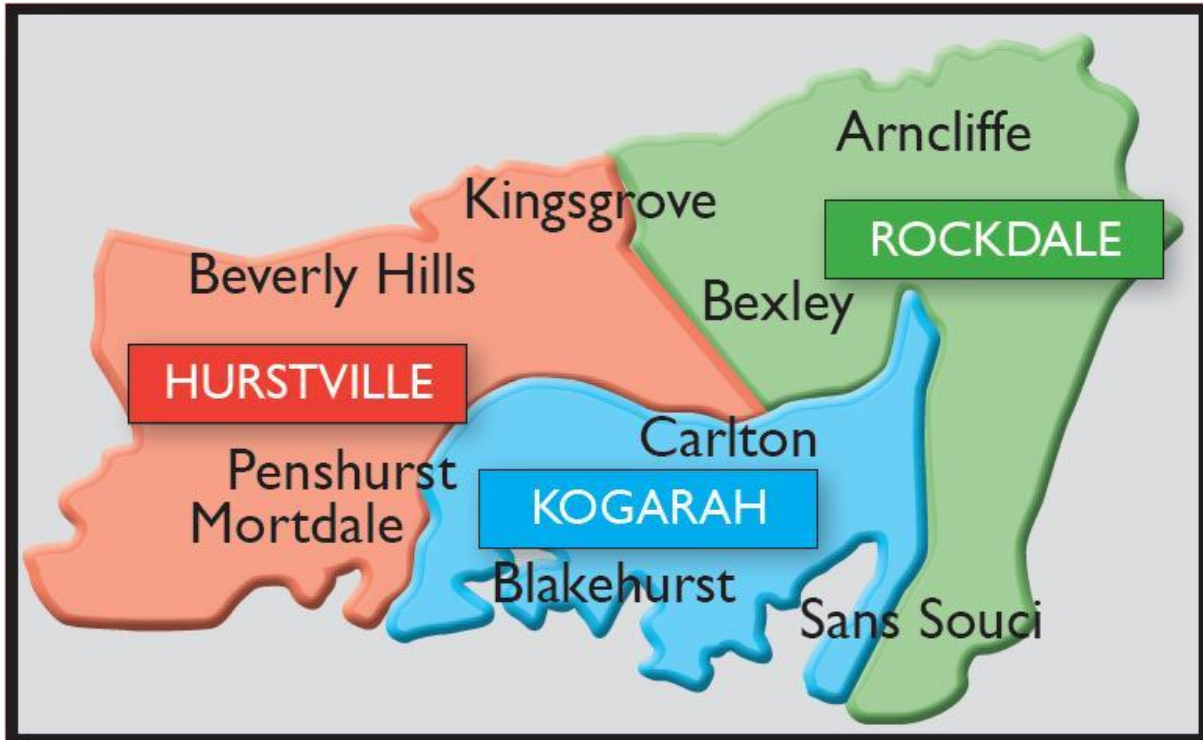 Arncliffe
Kingsgrove
ROCKDALE
Beverly Hills
Bexley
HURSTVILLE
Carlton
Penshurst
KOGARAH
Mortdale
Blakehurst
Sans Souci